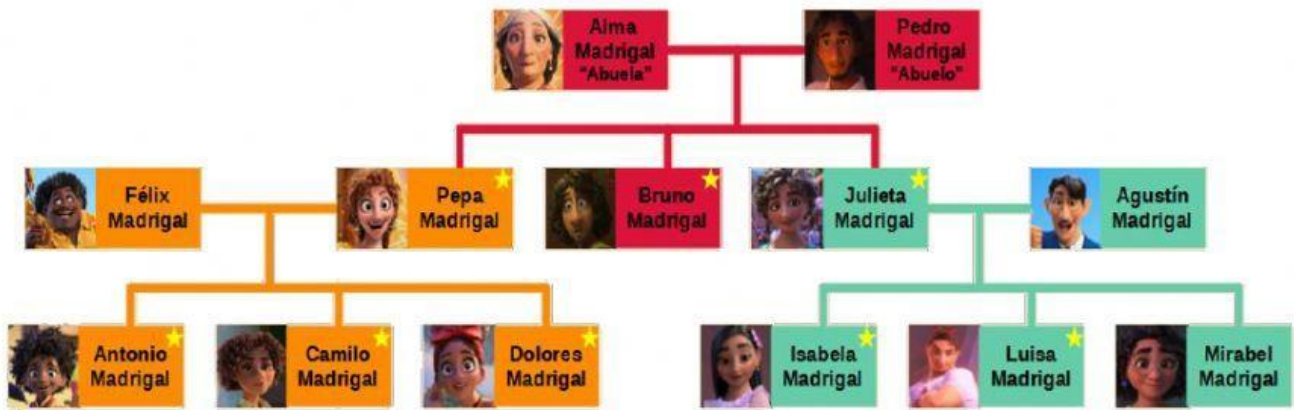 Alma
Madrigal
"Abuela"
Pedro
Madrigal
"Abuelo"
Félix
Madrigal
Pepa
Madrigal
Bruno
Madrigal
Julieta
Madrigal
Agustín
Madrigal
Antonio
Madrigal
Camilo
Madrigal
Dolores
Madrigal
Isabela
Madrigal
Luisa
Madrigal
Mirabel
Madrigal